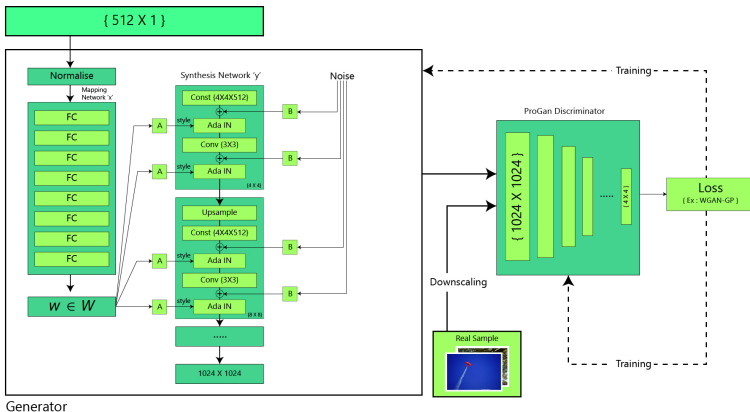 { 512 X 1 }
Normalise
Mapping
Network 'x'
FC
FC
FC
FC
FC
FC
FC
FC
w ∈ W
A
A
A
A
style
style
style
style
Synthesis Network 'y'
Const (4X4X512)
Ada IN
Conv (3X3)
Ada IN
(4 X 4)
Upsample
Const (4X4X512)
Ada IN
Conv (3X3)
Ada IN
(8 X 8)
.....
1024 X 1024
Noise
B
B
B
B
Generator
ProGan Discriminator
{ 1024 X 1024 }
.....
{ 4 X 4 }
Training
Loss
{ Ex : WGAN-GP }
Downscaling
Real Sample
Training